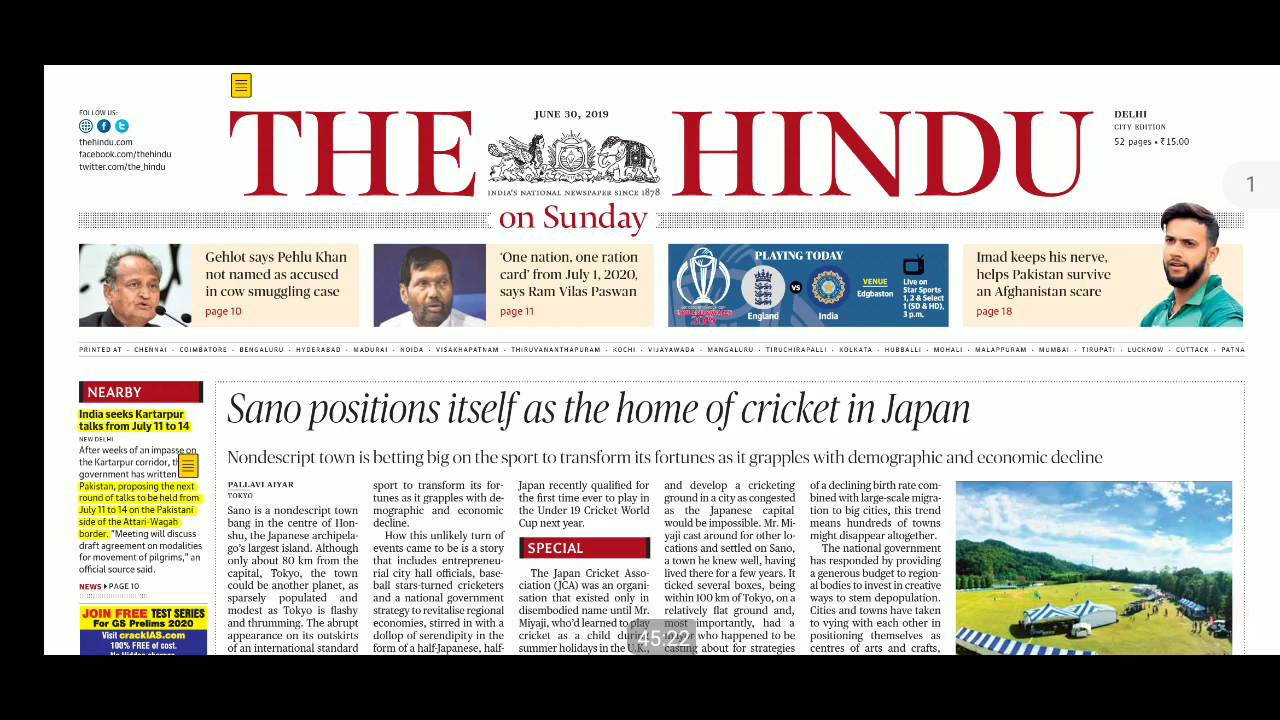 FOLLOW US:
thehindu.com
facebook.com/thehindu
twitter.com/the_hindu
THE HINDU
JUNE 30, 2019
INDIA'S NATIONAL NEWSPAPER SINCE 1878
on Sunday
DELHI
CITY EDITION
52 pages • ₹15.00
1
Gehlot says Pehlu Khan
not named as accused
in cow smuggling case
page 10
'One nation, one ration
card' from July 1, 2020,
says Ram Vilas Paswan
page 11
PLAYING TODAY
2019
England
VS
India
VENUE
Edgbaston
Live on
Star Sports
1, 2 & Select
1 (SD & HD),
3 p.m.
Imad keeps his nerve,
helps Pakistan survive
an Afghanistan scare
page 18
PRINTED AT · CHENNAI · COIMBATORE · BENGALURU · HYDERABAD · MADURAI · NOIDA · VISAKHAPATNAM · THIRUVANANTHAPURAM · KOCHI · VIJAYAWADA · MANGALURU · TIRUCHIRAPALLI · KOLKATA · HUBBALLI · MOHALI · MALAPPURAM · MUMBAI · TIRUPATI · LUCKNOW · CUTTACK · PATNA
NEARBY
India seeks Kartarpur
talks from July 11 to 14
NEW DELHI
After weeks of an impasse on
the Kartarpur corridor,
government has written
Pakistan, proposing the next
round of talks to be held from
July 11 to 14 on the Pakistani
side of the Attari-Wagah
border. "Meeting will discuss
draft agreement on modalities
for movement of pilgrims," an
official source said.
NEWS PAGE 10
JOIN FREE TEST SERIES
For GS Prelims 2020
Visit crackIAS.com
100% FREE of cost.
No Hidden charges
Sano positions itself as the home of cricket in Japan
Nondescript town is betting big on the sport to transform its fortunes as it grapples with demographic and economic decline
PALLAVI AIYAR
TOKYO
Sano is a nondescript town
bang in the centre of Hon-
shu, the Japanese archipela-
go's largest island. Although
only about 80 km from the
capital, Tokyo, the town
could be another planet, as
sparsely populated and
modest as Tokyo is flashy
and thrumming. The abrupt
appearance on its outskirts
of an international standard
sport to transform its for-
tunes as it grapples with de-
mographic and economic
decline.
How this unlikely turn of
events came to be is a story
that includes entrepreneu-
rial city hall officials, base-
ball stars-turned cricketers
and a national government
strategy to revitalise regional
economies, stirred in with a
dollop of serendipity in the
form of a half-Japanese, half-
Japan recently qualified for
the first time ever to play in
the Under 19 Cricket World
Cup next year.
SPECIAL
The Japan Cricket Asso-
ciation (JCA) was an organi-
sation that existed only in
disembodied name until Mr.
Miyaji, who'd learned to play
cricket as a child during
summer holidays in the U.K.,
and develop a cricketing
ground in a city as congested
as the Japanese capital
would be impossible. Mr. Mi-
yaji cast around for other lo-
cations and settled on Sano,
a town he knew well, having
lived there for a few years. It
ticked several boxes, being
within 100 km of Tokyo, on a
relatively flat ground and,
most importantly, had a
who happened to be
casting about for strategies
of a declining birth rate com-
bined with large-scale migra-
tion to big cities, this trend
means hundreds of towns
might disappear altogether.
The national government
has responded by providing
a generous budget to region-
al bodies to invest in creative
ways to stem depopulation.
Cities and towns have taken
to vying with each other in
positioning themselves as
centres of arts and crafts,
45:22